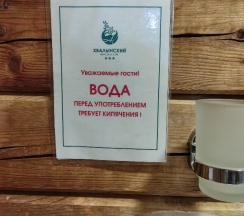 ХВАЛЫНСКИЙ
Уважаемые гости!
ВОДА
ПЕРЕД УПОТРЕБЛЕНИЕМ
ТРЕБУЕТ КИПЯЧЕНИЯ !